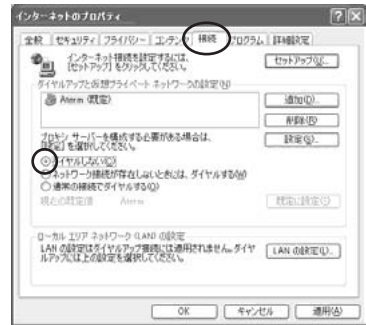 インターネットのプロパティ
全般 セキュリティ プライバシー コンテンツ 接続 プログラム 詳細設定
インターネット接続を設定するには、
[セットアップ] をクリックしてください。
セットアップ(U)...
ダイヤルアップと仮想プライベート ネットワークの設定(N)
Aterm (既定)
追加(D)...
削除(R)
プロキシ サーバーを構成する必要がある場合は、
[設定] を選択してください。
設定(S)...
ダイヤルしない(C)
ネットワーク接続が存在しないときには、ダイヤルする(W)
通常の接続でダイヤルする(O)
現在の既定値 Aterm
既定に設定(E)
ローカル エリア ネットワーク (LAN) の設定
LAN の設定はダイヤルアップ接続には適用されません。ダイヤ
ルアップには上の設定を選択してください。
LAN の設定(L)...
OK キャンセル 適用(A)